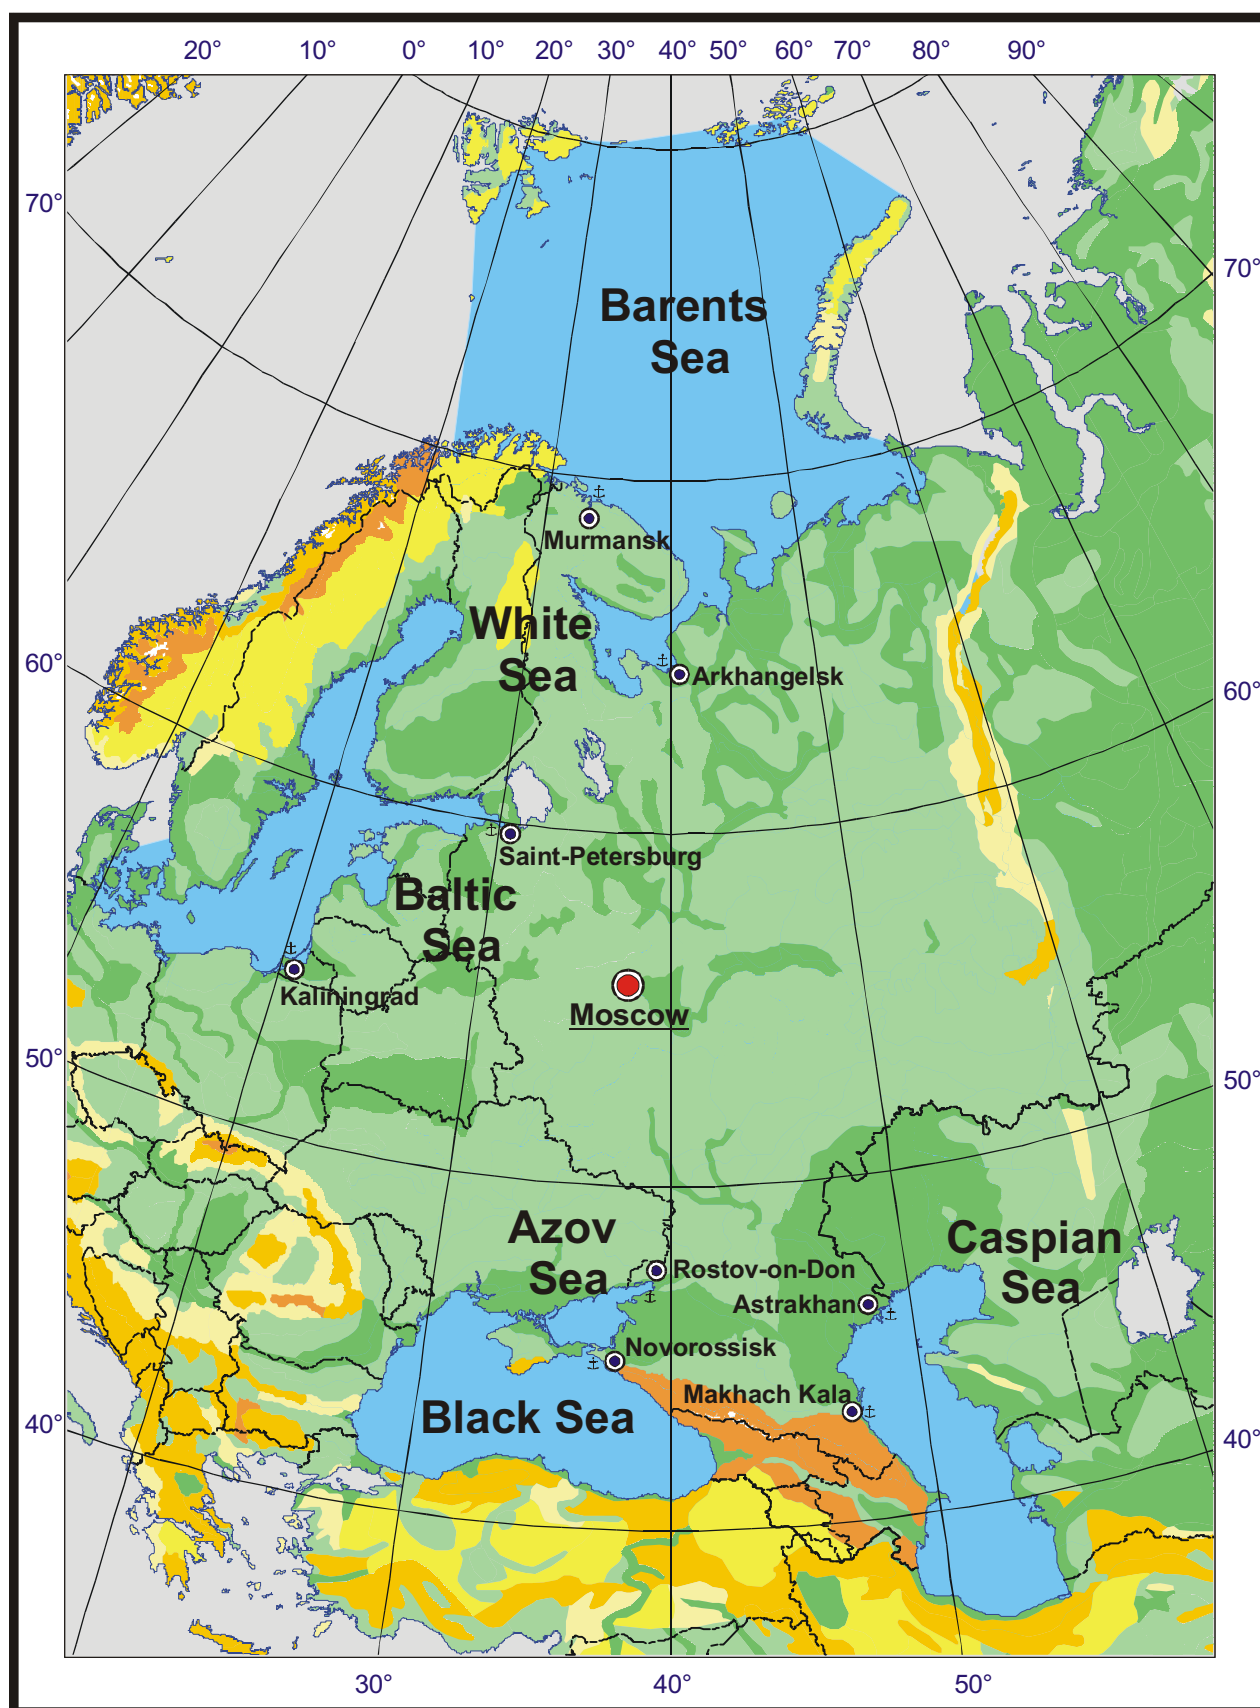 20° 10° 0° 10° 20° 30° 40° 50° 60° 70° 80° 90°
70°
70°
Barents
Sea
Murmansk
White
Sea
60°
Arkhangelsk
60°
Saint-Petersburg
Baltic
Sea
Kaliningrad
Moscow
50°
50°
Azov
Sea
Caspian
Sea
Rostov-on-Don
Astrakhan
Novorossisk
Makhach Kala
Black Sea
40°
40°
30° 40° 50°